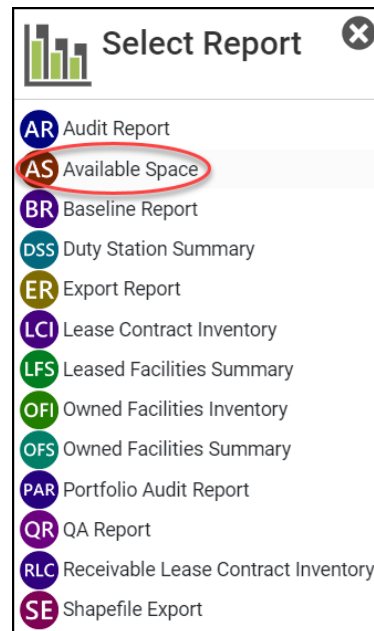 Select Report
AR Audit Report
AS Available Space
BR Baseline Report
DSS Duty Station Summary
ER Export Report
LCI Lease Contract Inventory
LFS Leased Facilities Summary
OFI Owned Facilities Inventory
OFS Owned Facilities Summary
PAR Portfolio Audit Report
QR QA Report
RLC Receivable Lease Contract Inventory
SE Shapefile Export